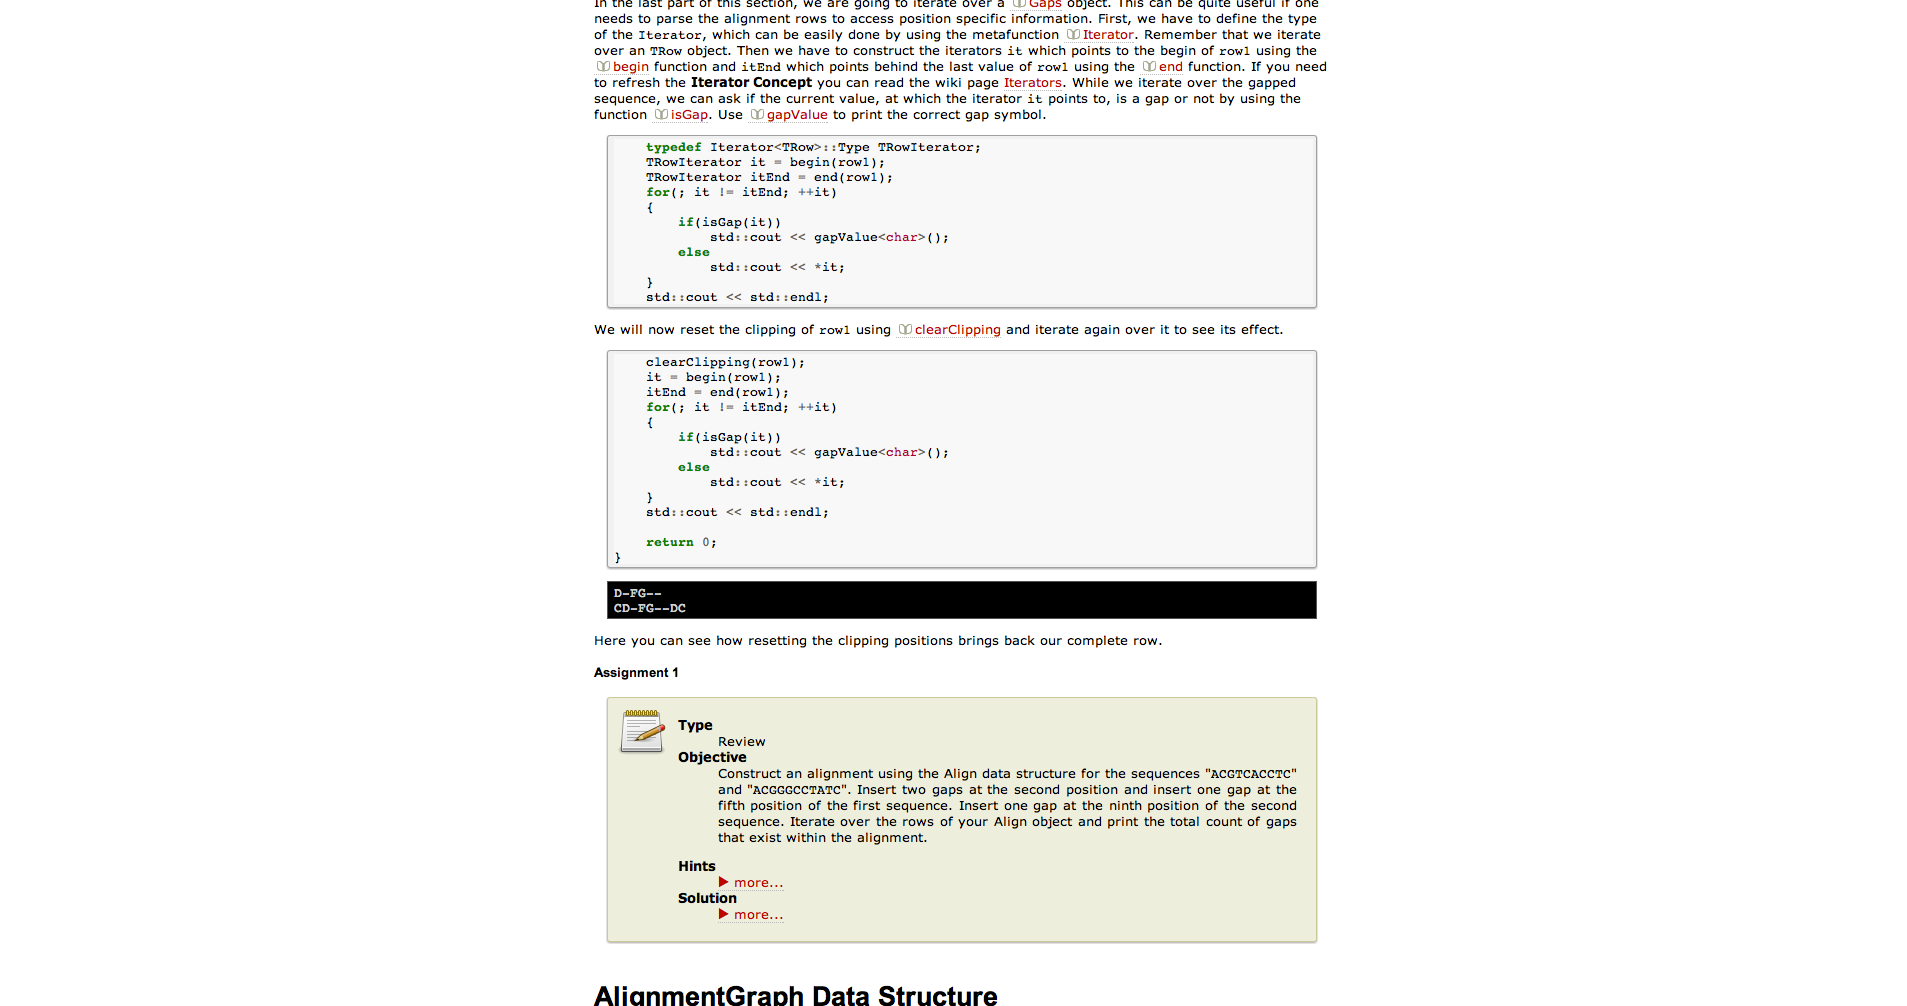 In the last part of this section, we are going to iterate over a Gaps object. This can be quite useful if one
needs to parse the alignment rows to access position specific information. First, we have to define the type
of the Iterator, which can be easily done by using the metafunction Iterator. Remember that we iterate
over an TRow object. Then we have to construct the iterators it which points to the begin of row1 using the
begin function and itEnd which points behind the last value of row1 using the end function. If you need
to refresh the Iterator Concept you can read the wiki page Iterators. While we iterate over the gapped
sequence, we can ask if the current value, at which the iterator it points to, is a gap or not by using the
function isGap. Use gapValue to print the correct gap symbol.
typedef Iterator<TRow>::Type TRowIterator;
TRowIterator it = begin(row1);
TRowIterator itEnd = end(row1);
for(; it != itEnd; ++it)
{
if(isGap(it))
std::cout << gapValue<char>();
else
std::cout << *it;
}
std::cout << std::endl;
We will now reset the clipping of row1 using clearClipping and iterate again over it to see its effect.
clearClipping(row1);
it = begin(row1);
itEnd = end(row1);
for(; it != itEnd; ++it)
{
if(isGap(it))
std::cout << gapValue<char>();
else
std::cout << *it;
}
std::cout << std::endl;
return 0;
}
D-FG--
CD-FG--DC
Here you can see how resetting the clipping positions brings back our complete row.
Assignment 1
Type
Review
Objective
Construct an alignment using the Align data structure for the sequences "ACGTCACCTC"
and "ACGGGCCTATC". Insert two gaps at the second position and insert one gap at the
fifth position of the first sequence. Insert one gap at the ninth position of the second
sequence. Iterate over the rows of your Align object and print the total count of gaps
that exist within the alignment.
Hints
more...
Solution
more...
AlignmentGraph Data Structure